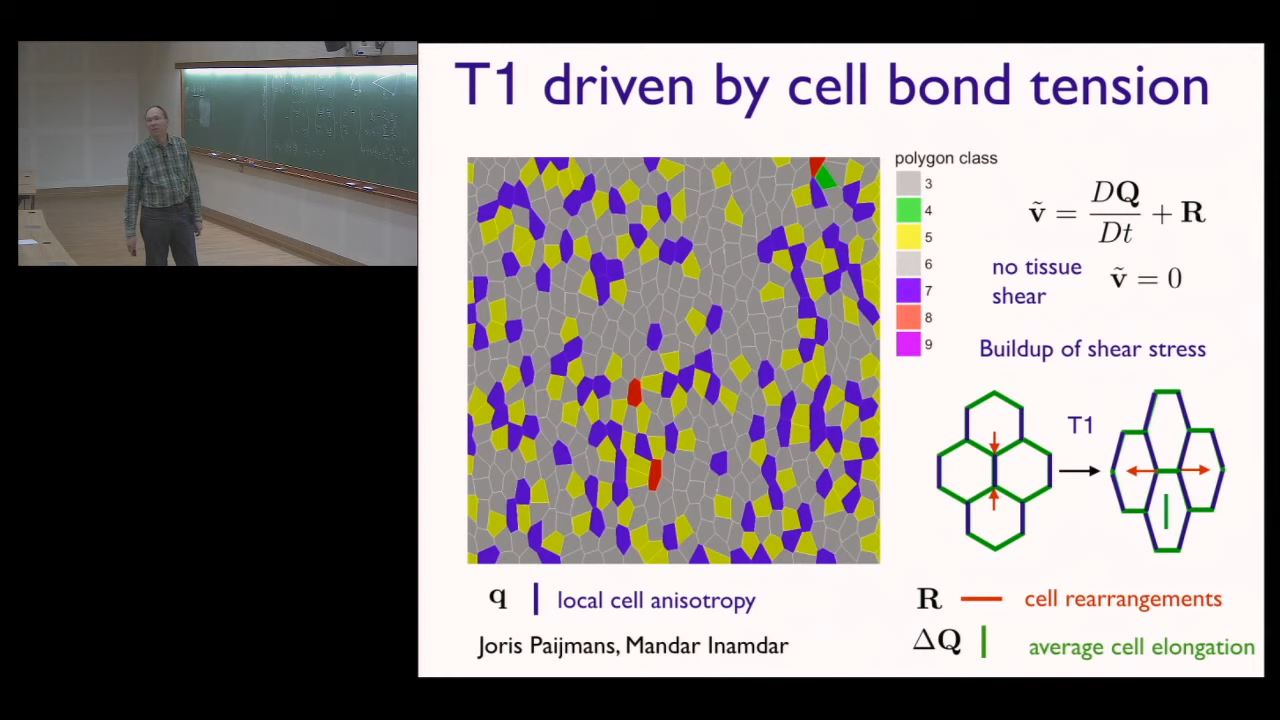 T1 driven by cell bond tension
polygon class
3
4
5
6
7
8
9
ṽ = DQ/Dt + R
no tissue shear
ṽ = 0
Buildup of shear stress
T1
q
local cell anisotropy
Joris Paijmans, Mandar Inamdar
R
cell rearrangements
ΔQ
average cell elongation